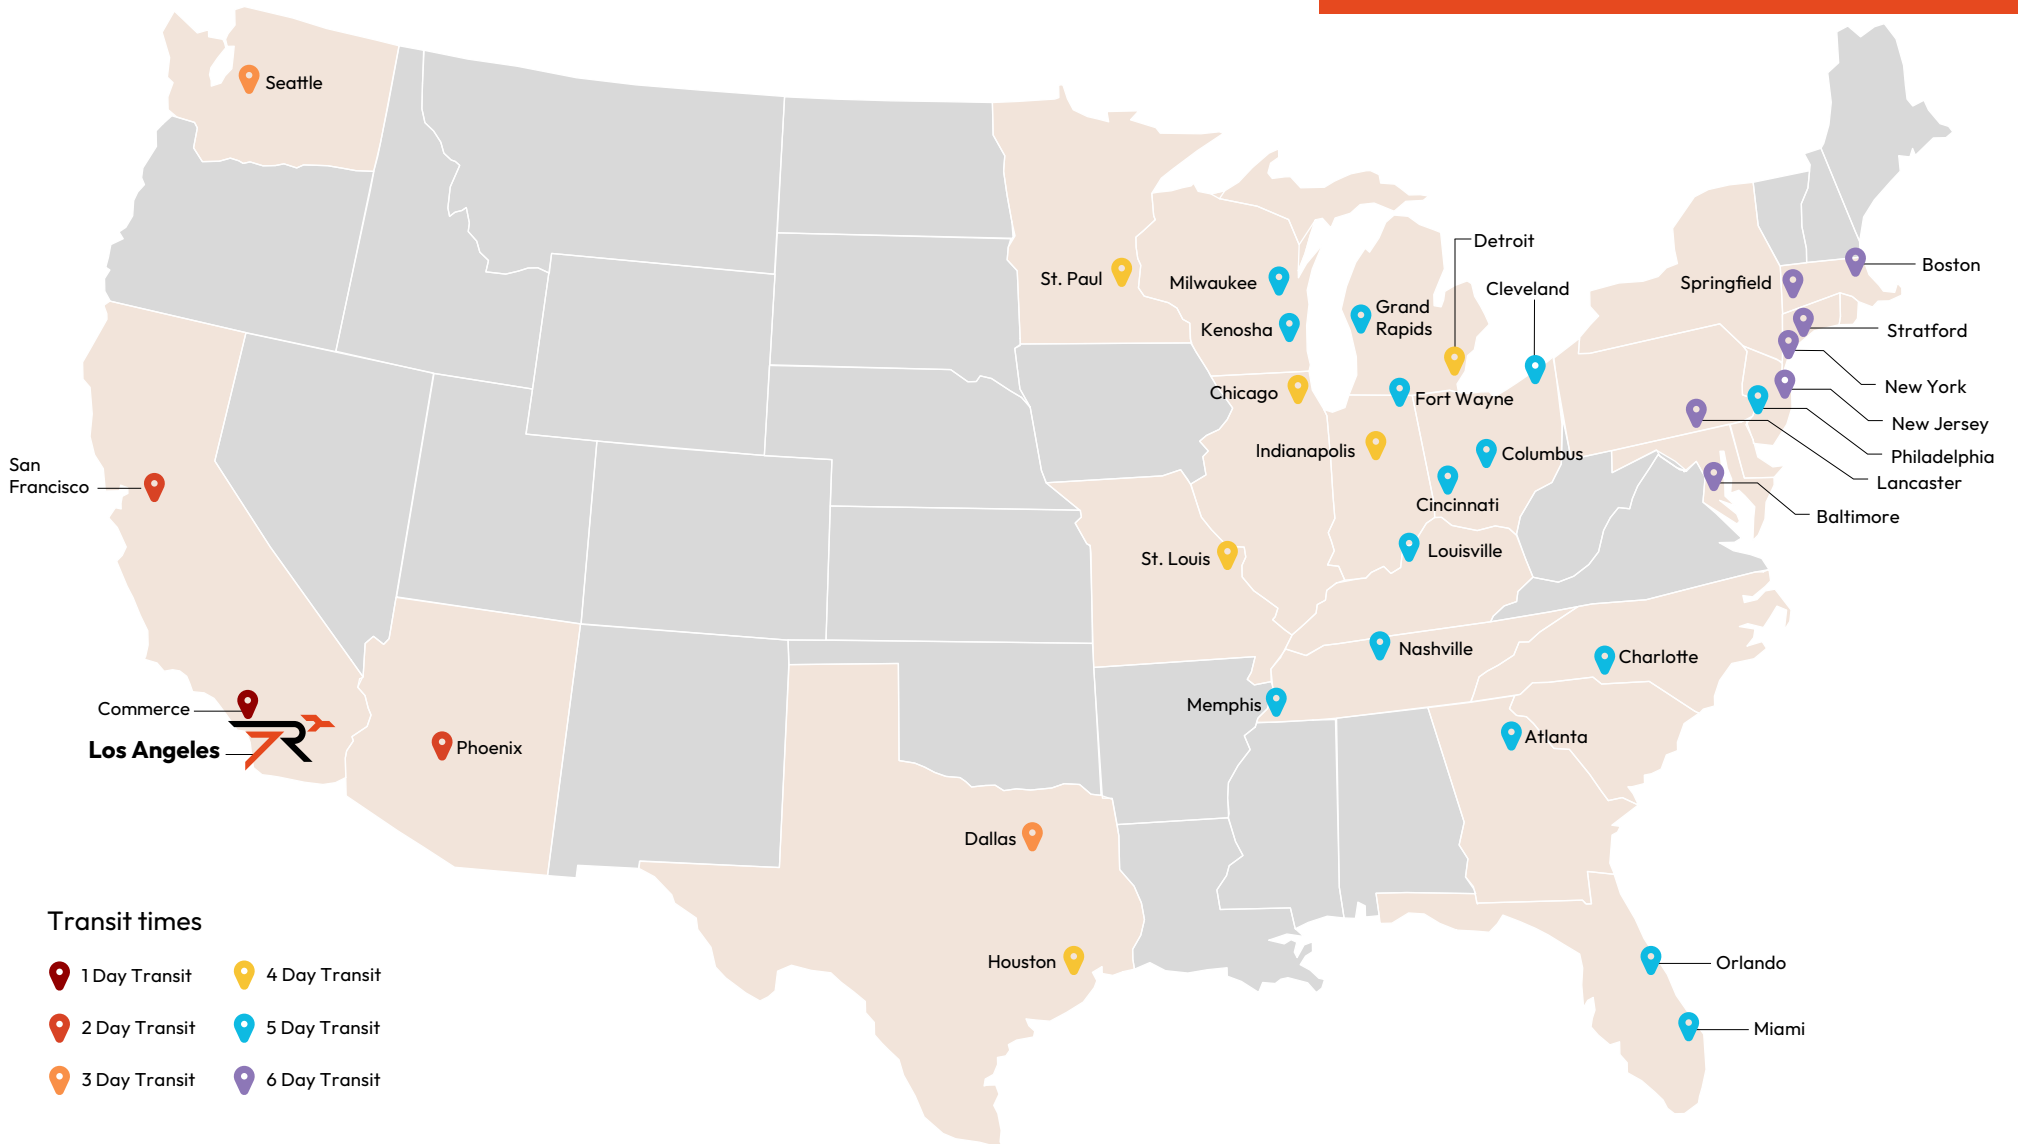 Seattle
Detroit
Boston
St. Paul
Milwaukee
Springfield
Cleveland
Grand
Rapids
Kenosha
Stratford
New York
Chicago
Fort Wayne
New Jersey
Indianapolis
Columbus
Philadelphia
San
Francisco
Lancaster
Cincinnati
Baltimore
Louisville
St. Louis
Nashville
Charlotte
Memphis
Commerce
Atlanta
Los Angeles
Phoenix
Dallas
Houston
Orlando
Miami
Transit times
1 Day Transit
4 Day Transit
2 Day Transit
5 Day Transit
3 Day Transit
6 Day Transit